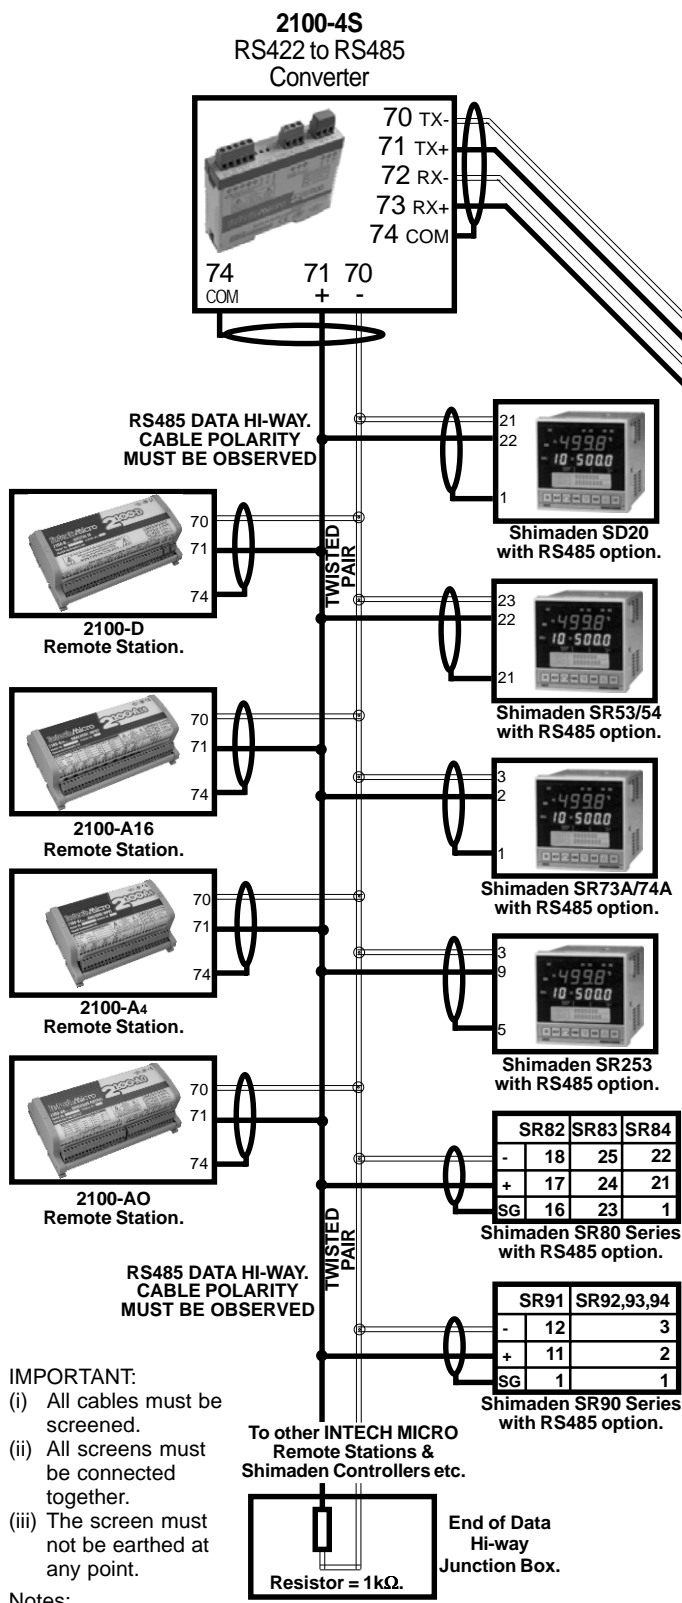 2100-4S
RS422 to RS485
Converter
70 TX-
71 TX+
72 RX-
73 RX+
74 COM
74 71 70
COM + -
RS485 DATA HI-WAY.
CABLE POLARITY
MUST BE OBSERVED
21
22
1
Shimaden SD20
with RS485 option.
70
71
74
2100-D
Remote Station.
TWISTED
PAIR
23
22
21
Shimaden SR53/54
with RS485 option.
70
71
74
2100-A16
Remote Station.
3
2
1
Shimaden SR73A/74A
with RS485 option.
70
71
74
2100-A4
Remote Station.
3
9
5
Shimaden SR253
with RS485 option.
70
71
74
2100-AO
Remote Station.
SR82 SR83 SR84
- 18 25 22
+ 17 24 21
SG 16 23 1
Shimaden SR80 Series
with RS485 option.
TWISTED
PAIR
RS485 DATA HI-WAY.
CABLE POLARITY
MUST BE OBSERVED
SR91 SR92,93,94
- 12 3
+ 11 2
SG 1 1
Shimaden SR90 Series
with RS485 option.
IMPORTANT:
(i) All cables must be
screened.
(ii) All screens must
be connected
together.
(iii) The screen must
not be earthed at
any point.
To other INTECH MICRO
Remote Stations &
Shimaden Controllers etc.
End of Data
Hi-way
Junction Box.
Resistor = 1kΩ.
Notes: